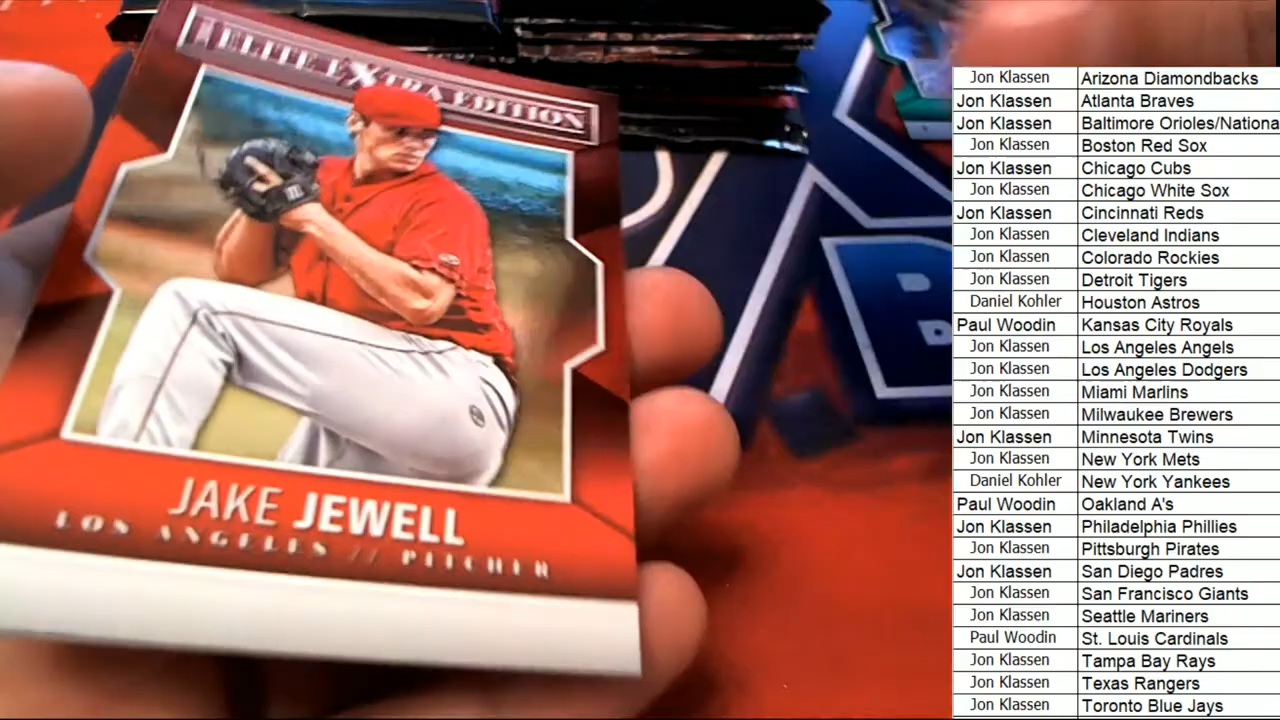 ELITE EXTRA EDITION
JAKE JEWELL
LOS ANGELES // PITCHER
Jon Klassen Arizona Diamondbacks
Jon Klassen Atlanta Braves
Jon Klassen Baltimore Orioles/Nationa
Jon Klassen Boston Red Sox
Jon Klassen Chicago Cubs
Jon Klassen Chicago White Sox
Jon Klassen Cincinnati Reds
Jon Klassen Cleveland Indians
Jon Klassen Colorado Rockies
Jon Klassen Detroit Tigers
Daniel Kohler Houston Astros
Paul Woodin Kansas City Royals
Jon Klassen Los Angeles Angels
Jon Klassen Los Angeles Dodgers
Jon Klassen Miami Marlins
Jon Klassen Milwaukee Brewers
Jon Klassen Minnesota Twins
Jon Klassen New York Mets
Daniel Kohler New York Yankees
Paul Woodin Oakland A's
Jon Klassen Philadelphia Phillies
Jon Klassen Pittsburgh Pirates
Jon Klassen San Diego Padres
Jon Klassen San Francisco Giants
Jon Klassen Seattle Mariners
Paul Woodin St. Louis Cardinals
Jon Klassen Tampa Bay Rays
Jon Klassen Texas Rangers
Jon Klassen Toronto Blue Jays